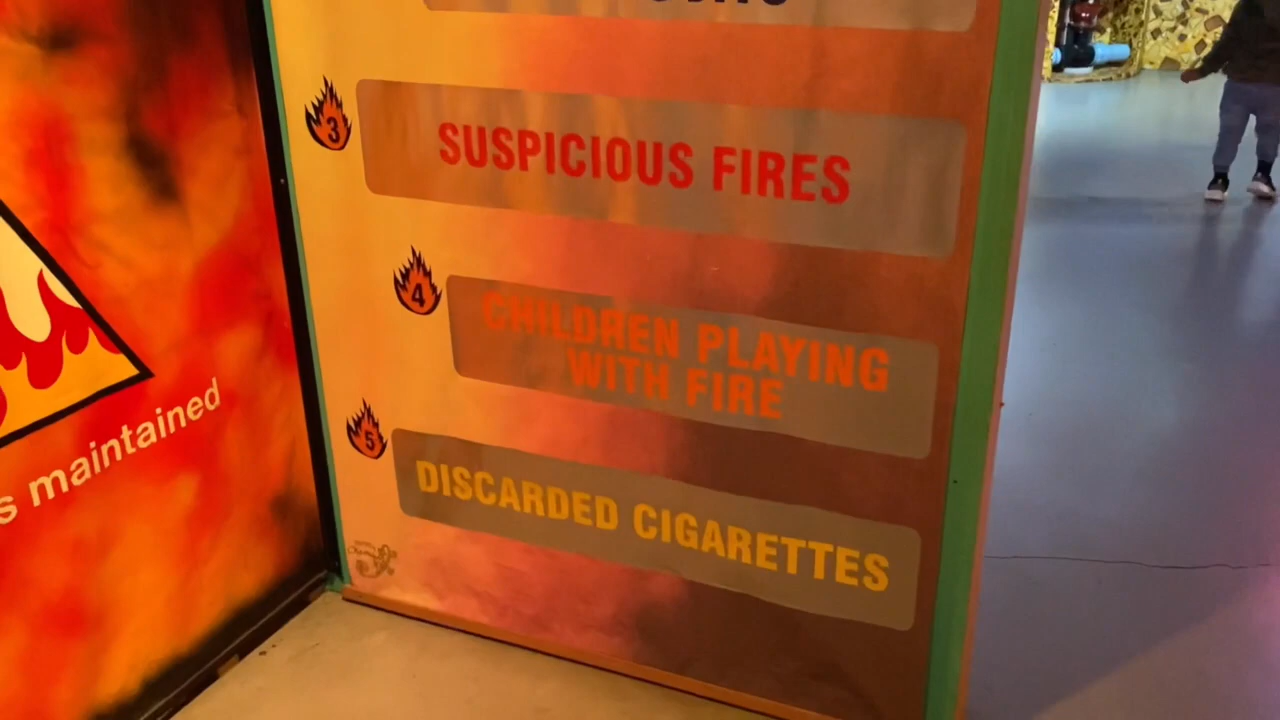 3
SUSPICIOUS FIRES
4
CHILDREN PLAYING
WITH FIRE
5
DISCARDED CIGARETTES
maintained